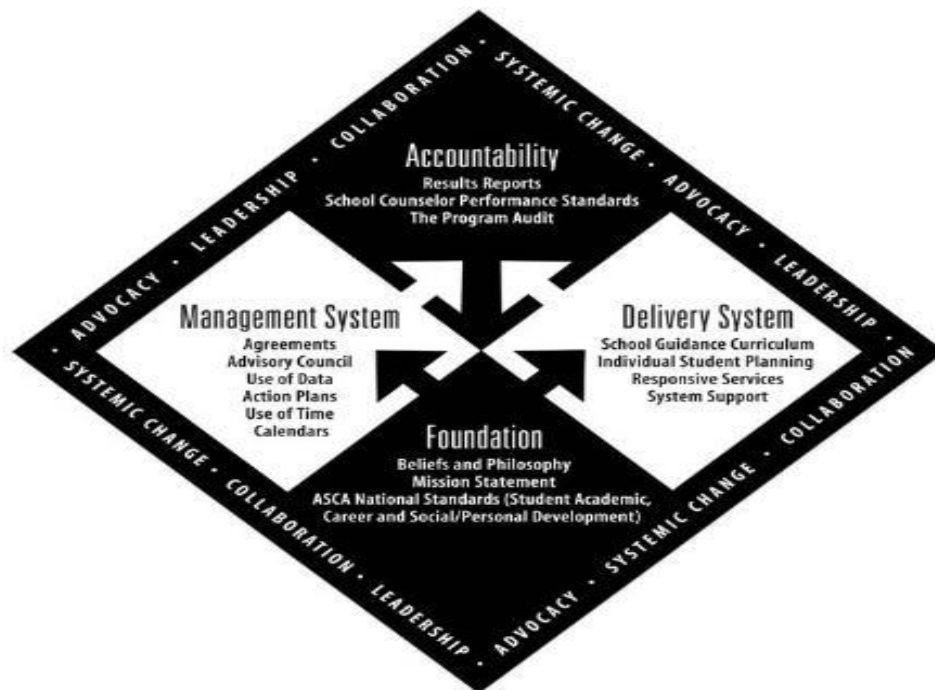 ADVOCACY • LEADERSHIP • COLLABORATION •
SYSTEMIC CHANGE • ADVOCACY • LEADERSHIP •
Accountability
Results Reports
School Counselor Performance Standards
The Program Audit
Management System
Agreements
Advisory Council
Use of Data
Action Plans
Use of Time
Calendars
Delivery System
School Guidance Curriculum
Individual Student Planning
Responsive Services
System Support
Foundation
Beliefs and Philosophy
Mission Statement
ASCA National Standards (Student Academic,
Career and Social/Personal Development)
• SYSTEMIC CHANGE • COLLABORATION • LEADERSHIP
• ADVOCACY • SYSTEMIC CHANGE • COLLABORATION